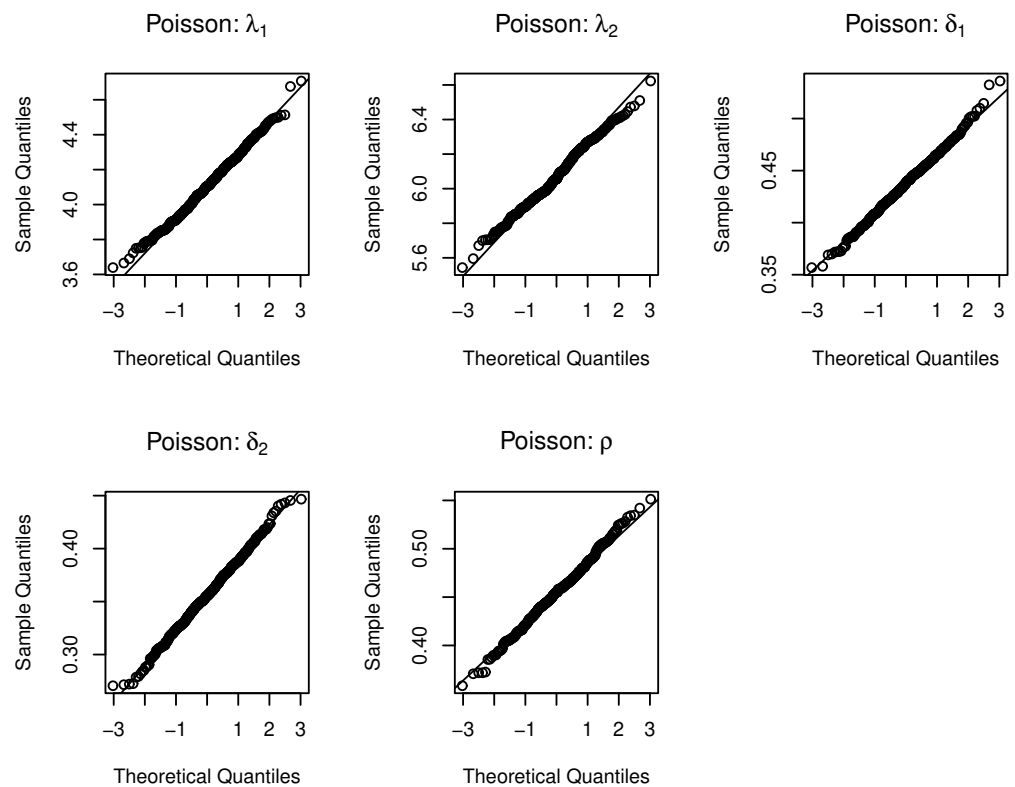 Poisson: λ1
Sample Quantiles
3.6 4.0 4.4
−3 −1 1 2 3
Theoretical Quantiles
Poisson: λ2
Sample Quantiles
5.6 6.0 6.4
−3 −1 1 2 3
Theoretical Quantiles
Poisson: δ1
Sample Quantiles
0.35 0.45
−3 −1 1 2 3
Theoretical Quantiles
Poisson: δ2
Sample Quantiles
0.30 0.40
−3 −1 1 2 3
Theoretical Quantiles
Poisson: ρ
Sample Quantiles
0.40 0.50
−3 −1 1 2 3
Theoretical Quantiles